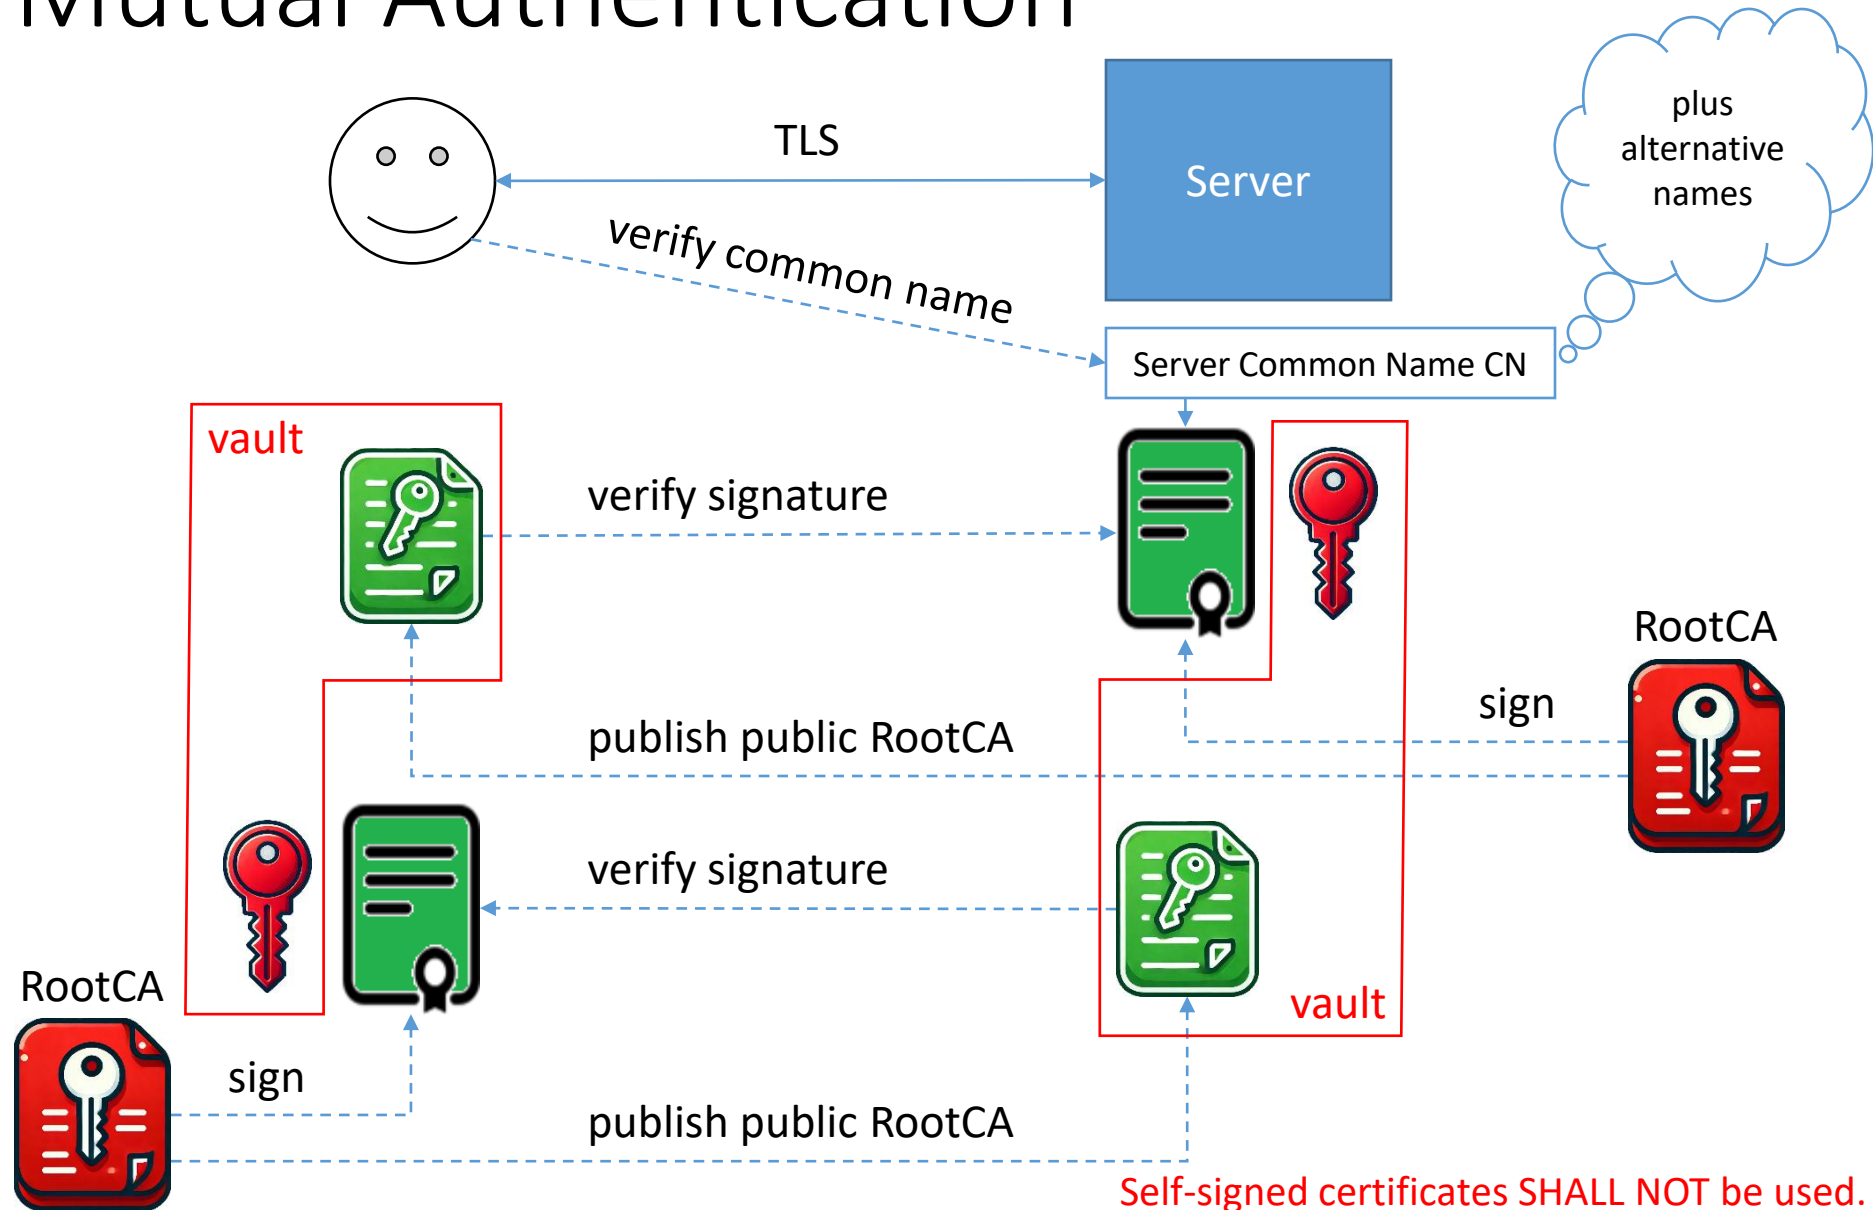 Mutual Authentication
TLS
Server
plus
alternative
names
verify common name
Server Common Name CN
vault
verify signature
RootCA
sign
publish public RootCA
verify signature
RootCA
vault
sign
publish public RootCA
Self-signed certificates SHALL NOT be used.